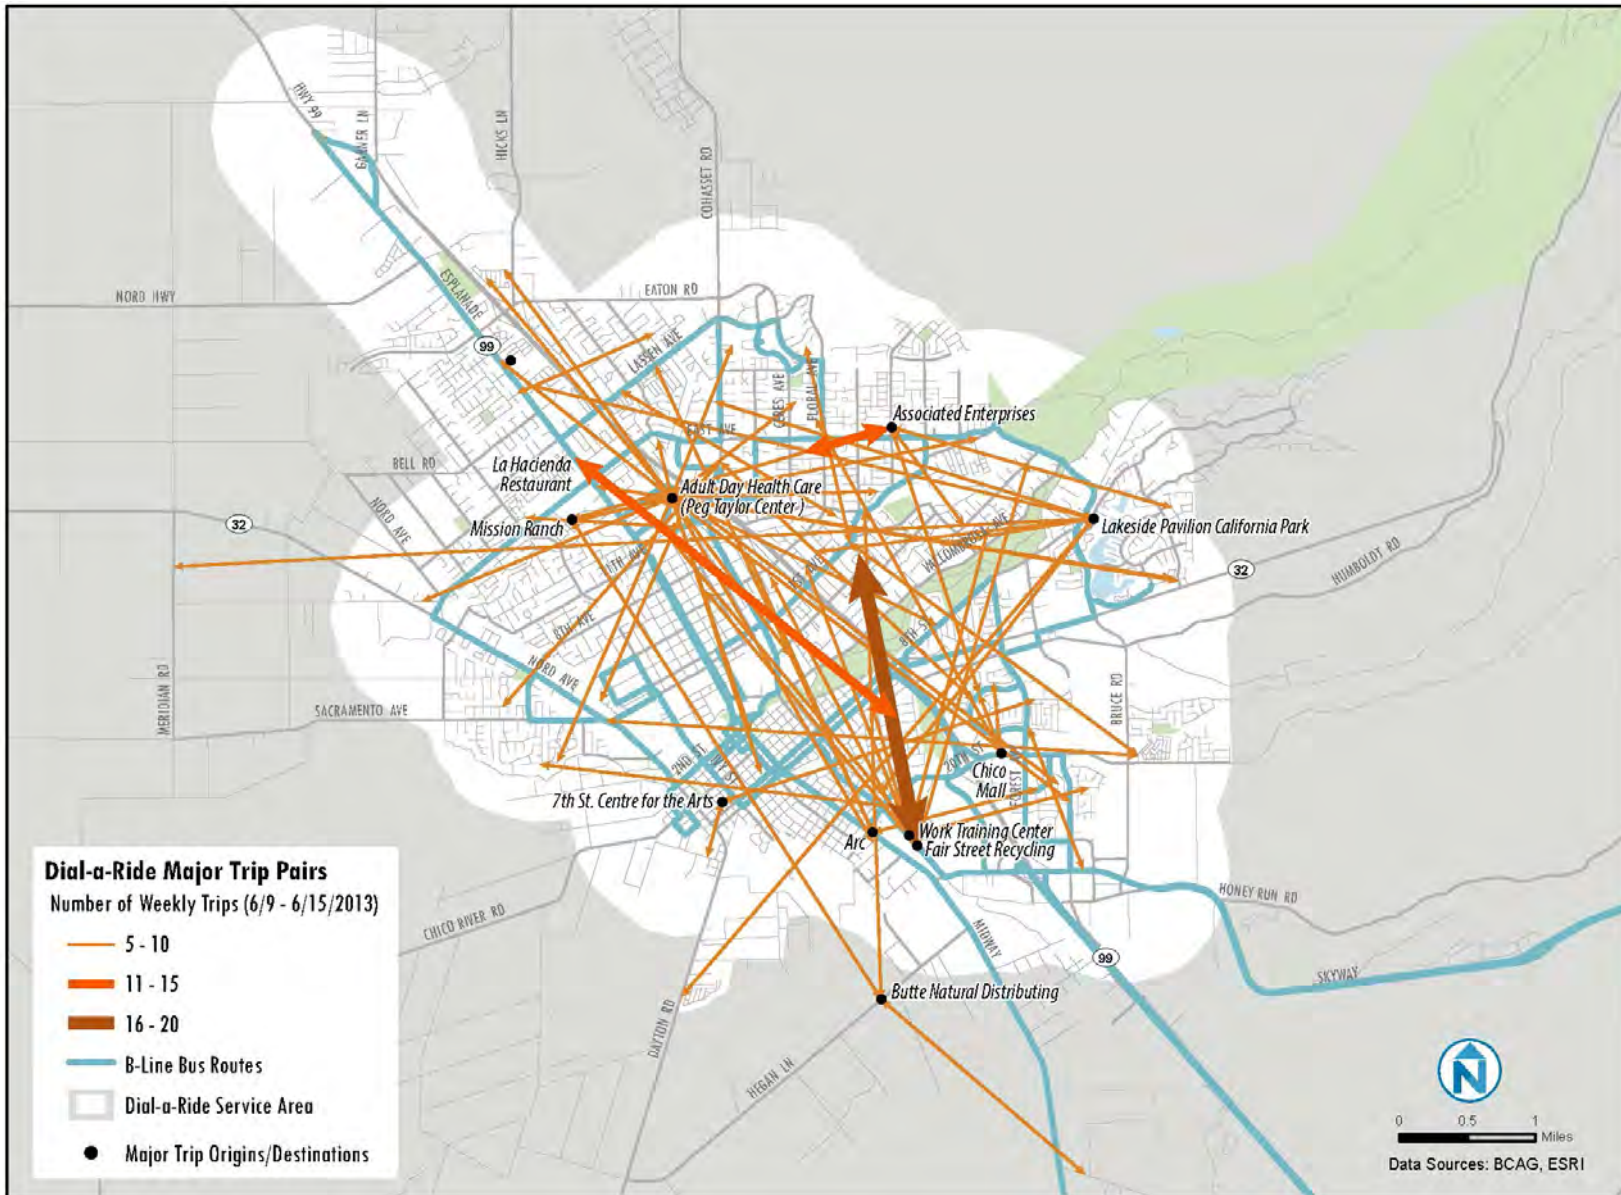 HWY 99
GARNER LN
HICKS LN
COHASSET RD
NORD HWY
ESPLANADE
EATON RD
99
LASSEN AVE
CERES AVE
FLORAL AVE
Associated Enterprises
EAST AVE
BELL RD
La Hacienda
Restaurant
Adult Day Health Care
(Peg Taylor Center)
NORD AVE
32
Mission Ranch
Lakeside Pavilion California Park
VALLOMBROSA AVE
HUMBOLDT RD
32
8TH AVE
8TH ST
NORD AVE
MERIDIAN RD
SACRAMENTO AVE
BRUCE RD
2ND ST
IVY ST
20TH ST
Chico
Mall
FOREST
7th St. Centre for the Arts
Arc
Work Training Center
Fair Street Recycling
HONEY RUN RD
CHICO RIVER RD
MIDWAY
99
SKYWAY
Butte Natural Distributing
DAYTON RD
HEGAN LN
Dial-a-Ride Major Trip Pairs
Number of Weekly Trips (6/9 - 6/15/2013)
5 - 10
11 - 15
16 - 20
B-Line Bus Routes
Dial-a-Ride Service Area
Major Trip Origins/Destinations
N
0 0.5 1
Miles
Data Sources: BCAG, ESRI